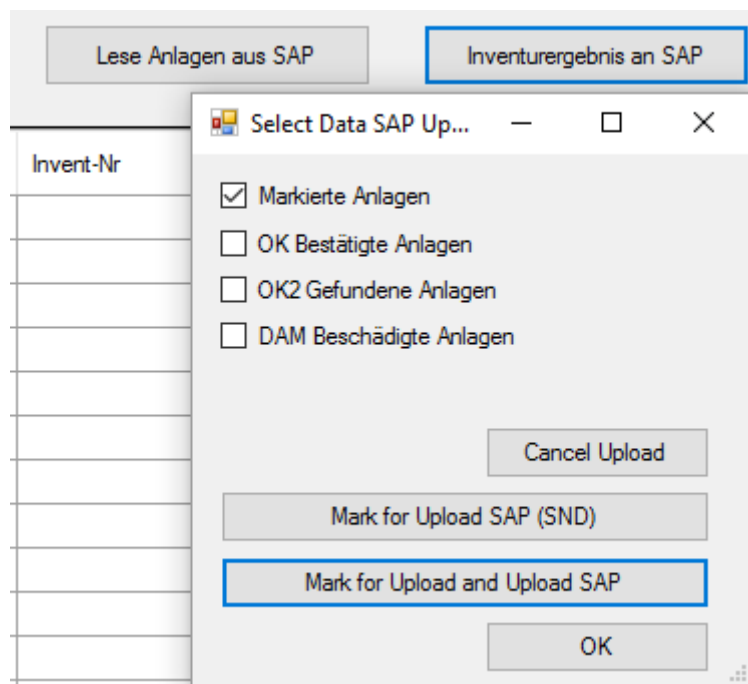 Lese Anlagen aus SAP
Inventurergebnis an SAP
Select Data SAP Up...
Invent-Nr
Markierte Anlagen
OK Bestätigte Anlagen
OK2 Gefundene Anlagen
DAM Beschädigte Anlagen
Cancel Upload
Mark for Upload SAP (SND)
Mark for Upload and Upload SAP
OK